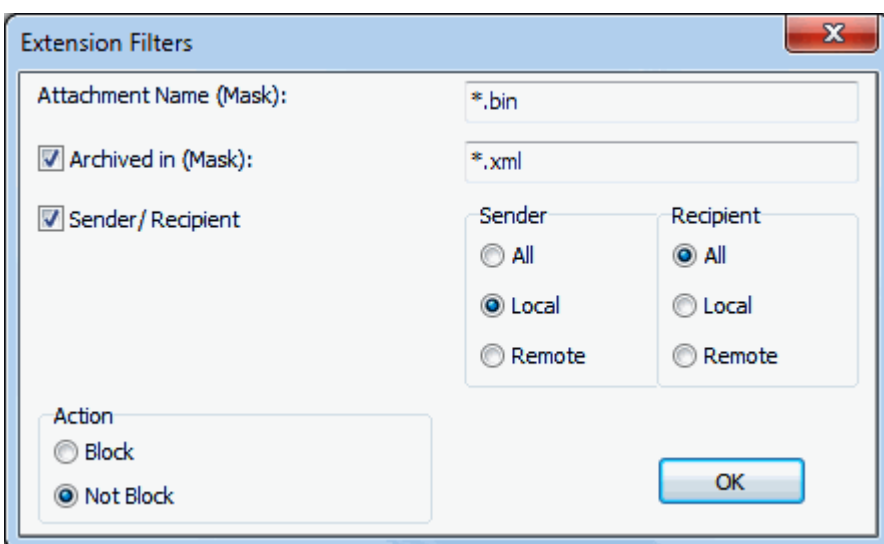 Extension Filters
Attachment Name (Mask):
*.bin
Archived in (Mask):
*.xml
Sender/ Recipient
Sender
All
Local
Remote
Recipient
All
Local
Remote
Action
Block
Not Block
OK